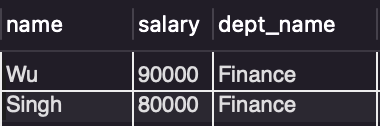 name salary dept_name
Wu 90000 Finance
Singh 80000 Finance